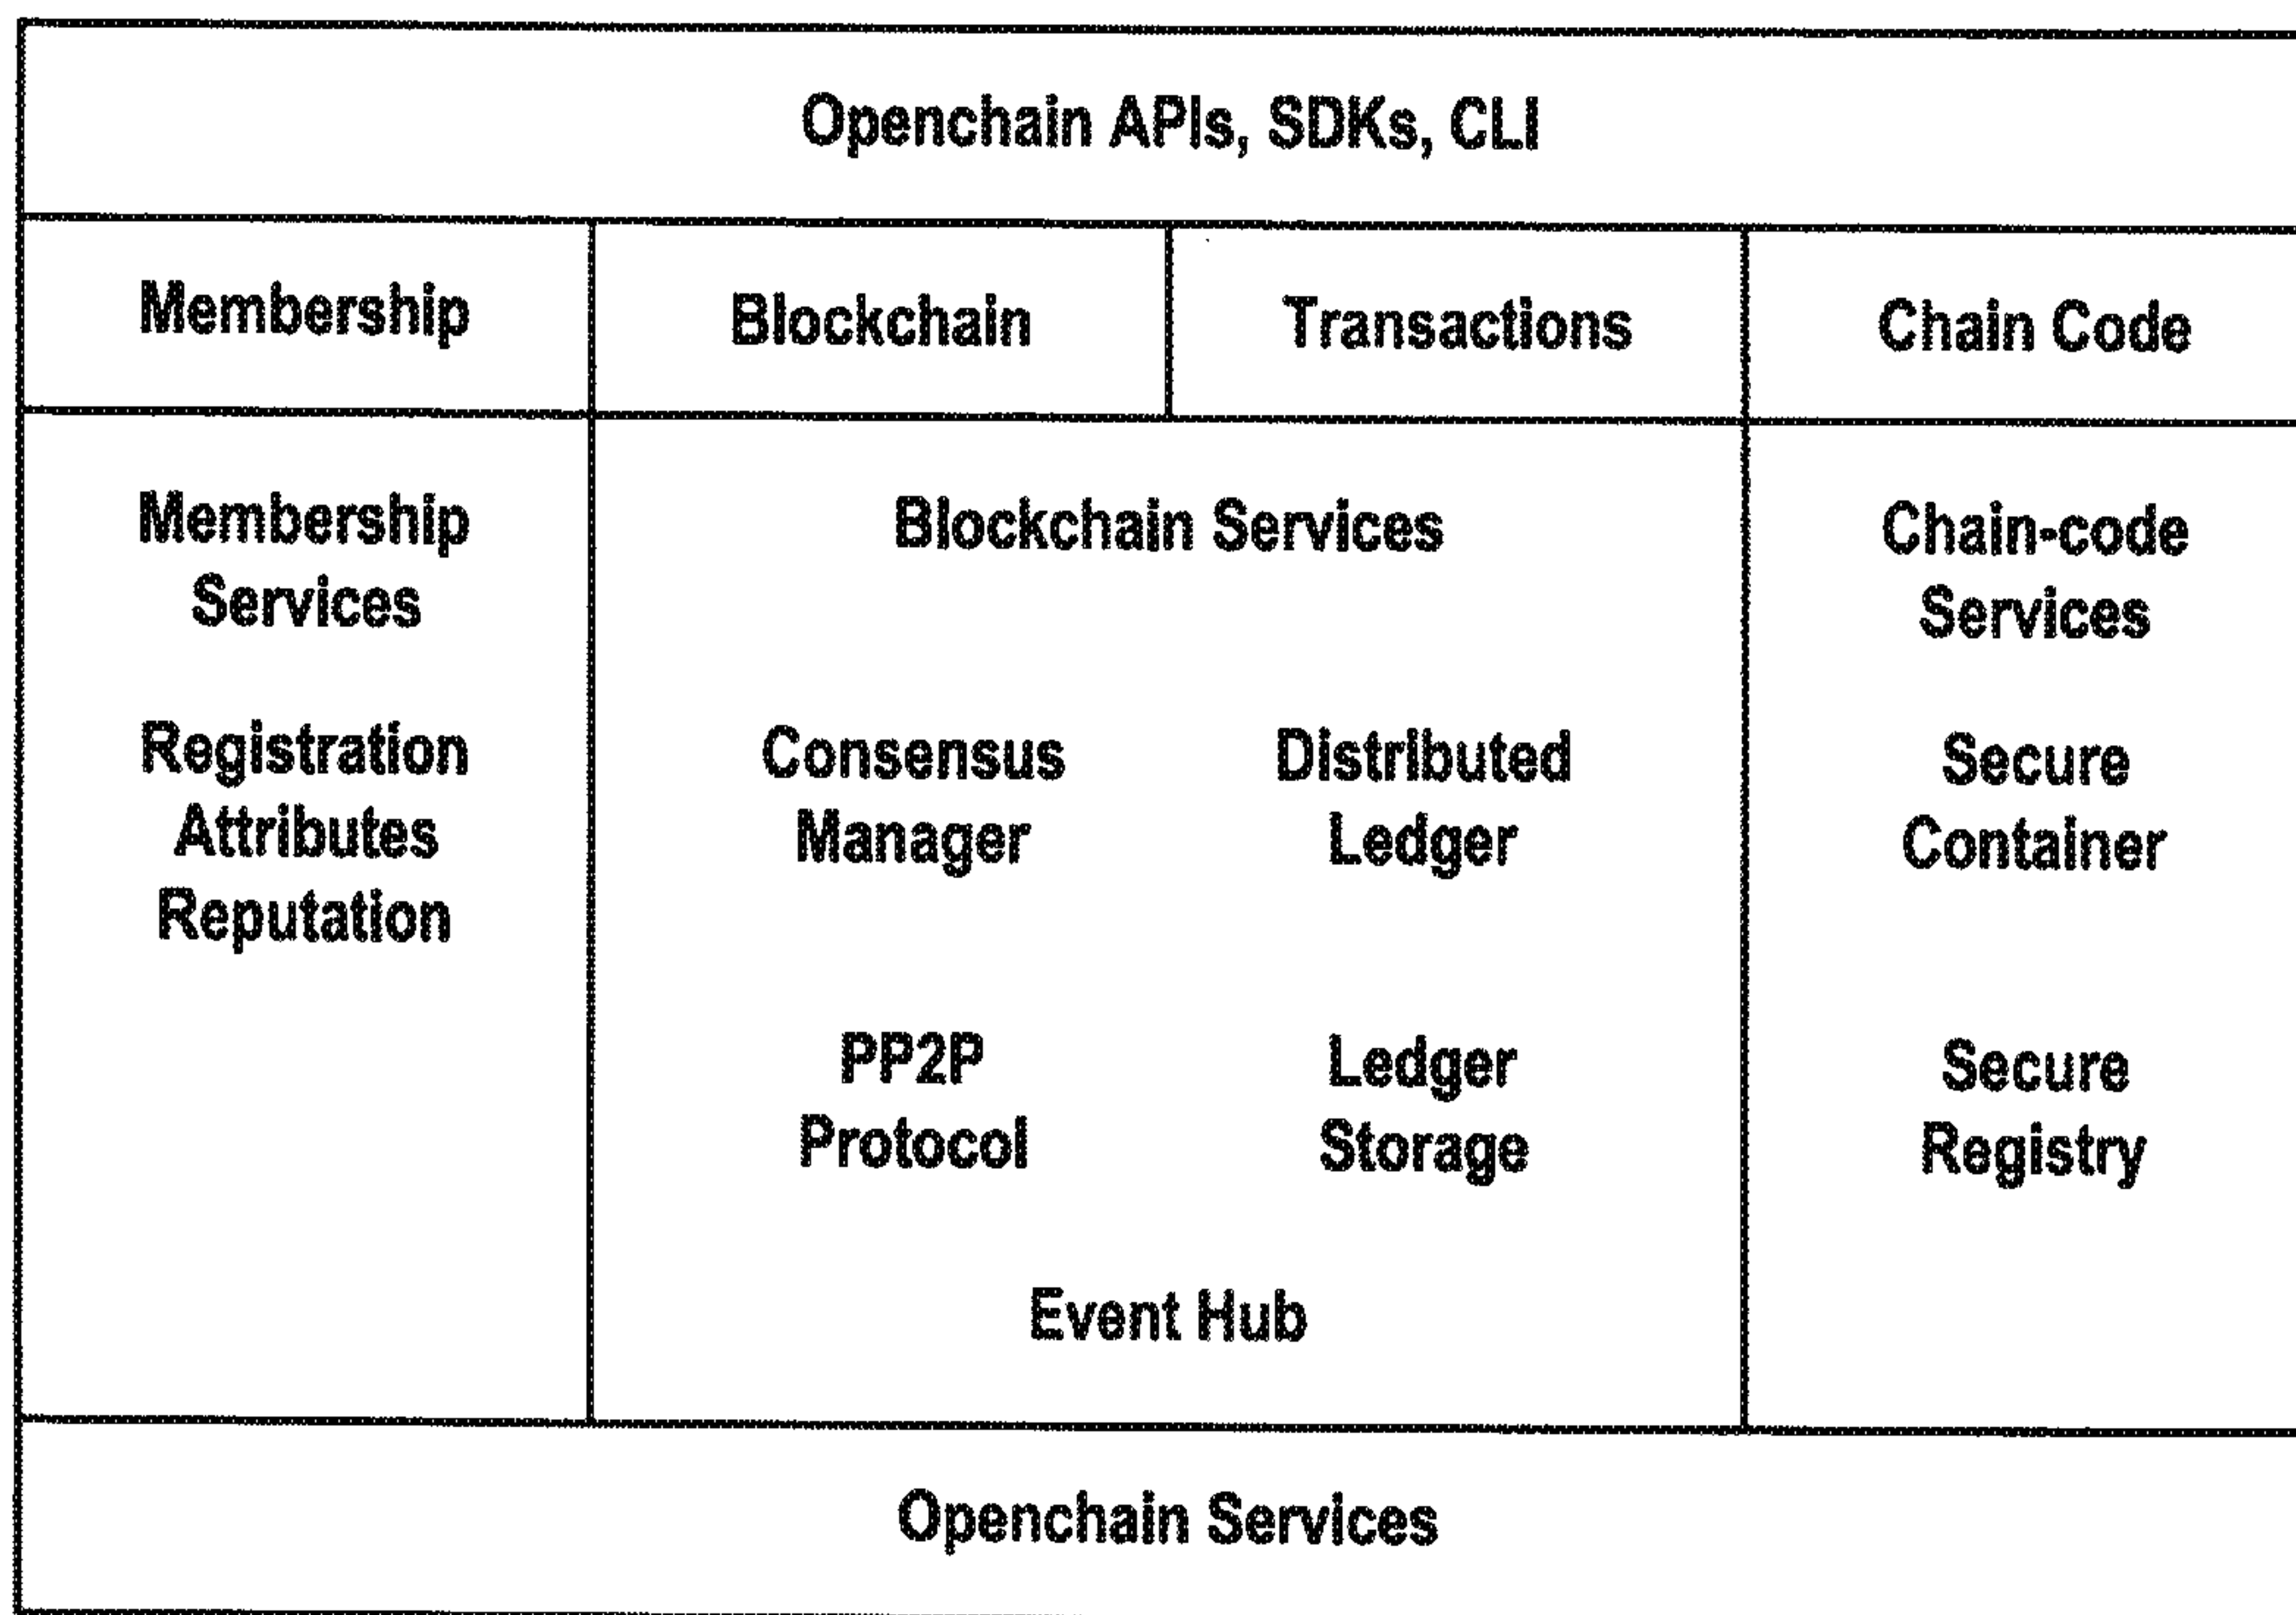 Openchain APIs, SDKs, CLI
Membership
Blockchain
Transactions
Chain Code
Membership
Services
Registration
Attributes
Reputation
Blockchain Services
Consensus
Manager
Distributed
Ledger
PP2P
Protocol
Ledger
Storage
Event Hub
Chain-code
Services
Secure
Container
Secure
Registry
Openchain Services